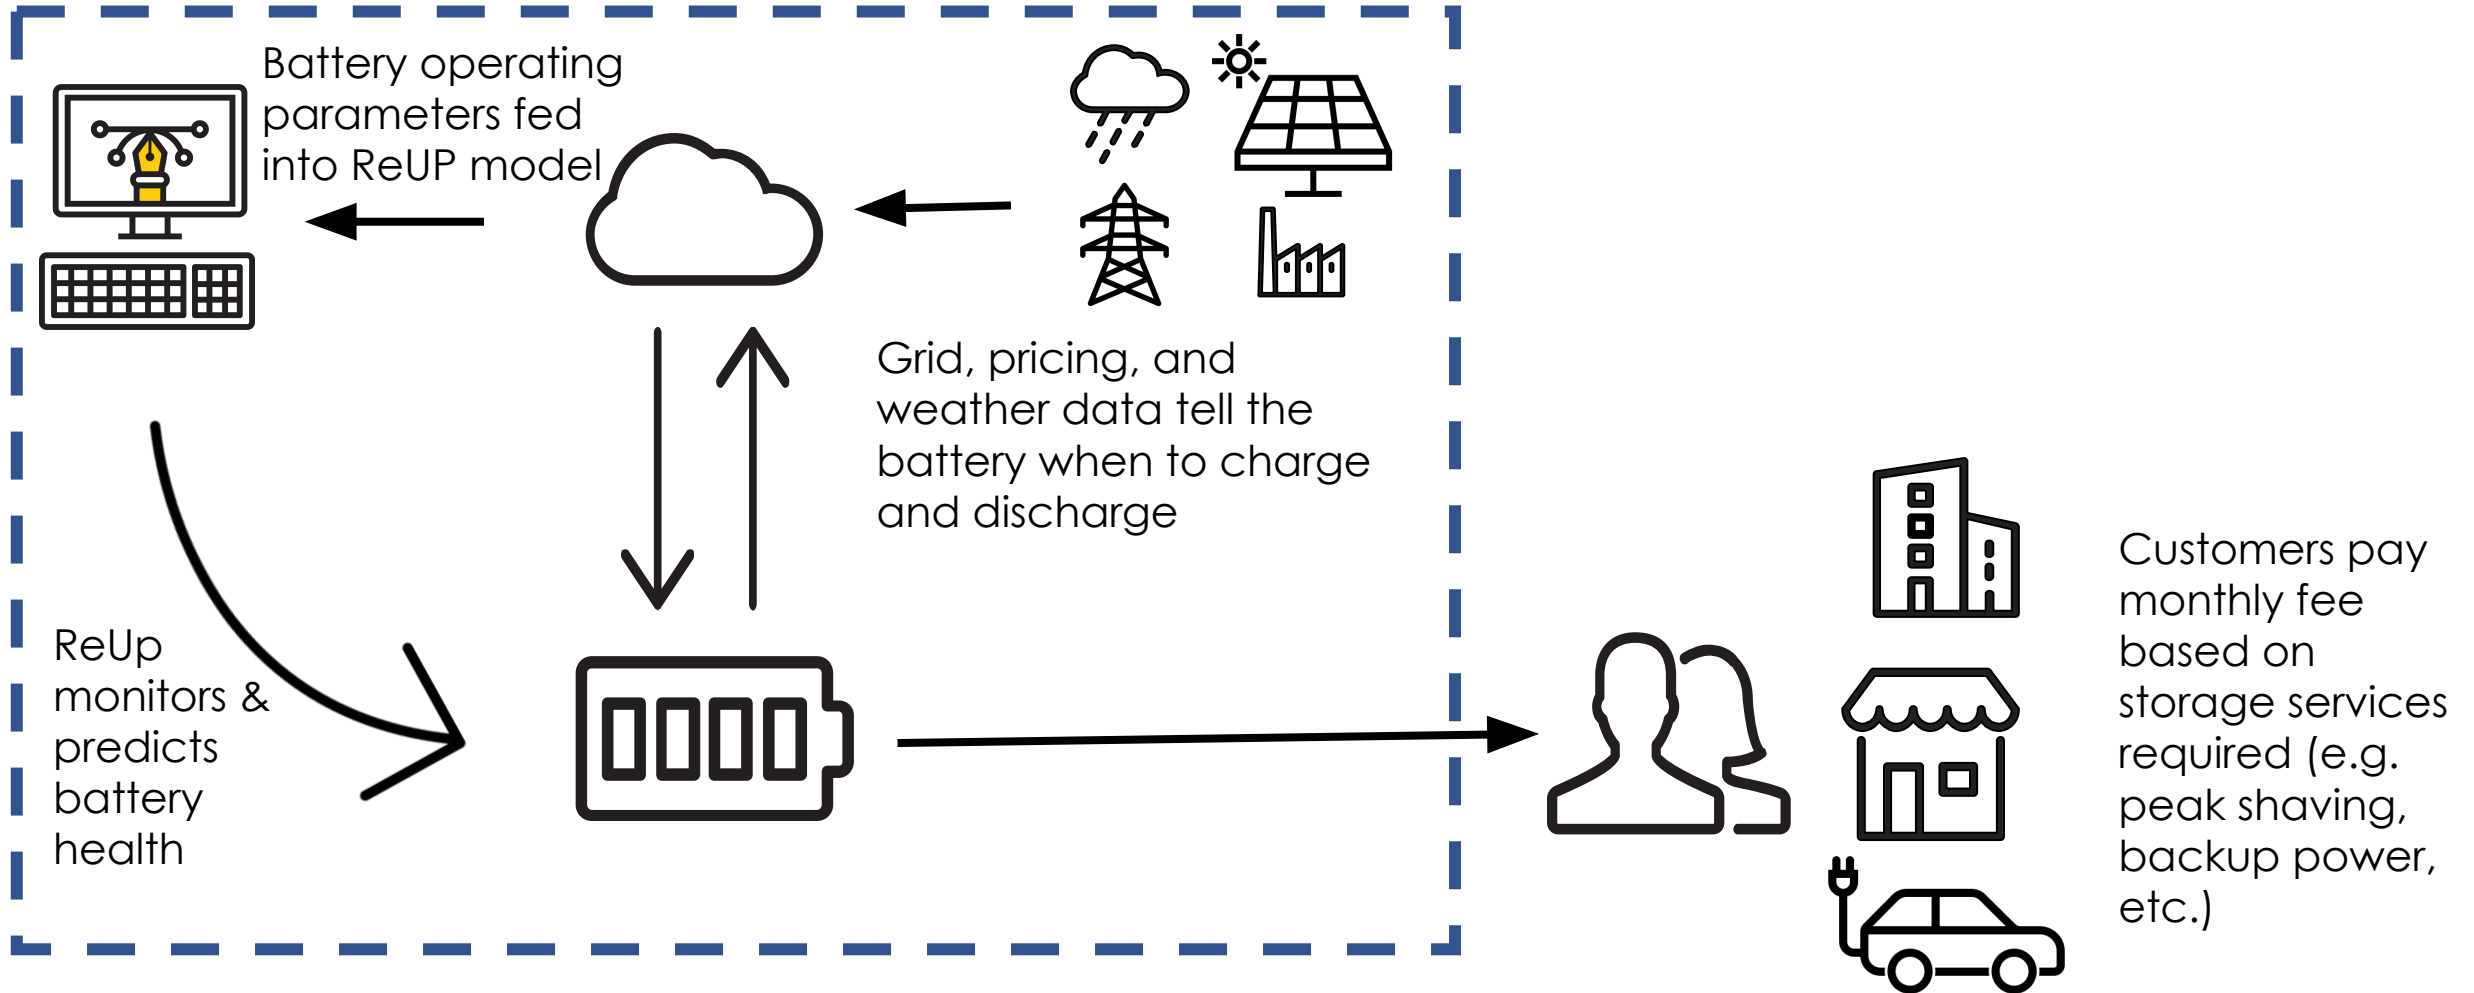 Battery operating
parameters fed
into ReUP model
Grid, pricing, and
weather data tell the
battery when to charge
and discharge
ReUp
monitors &
predicts
battery
health
Customers pay
monthly fee
based on
storage services
required (e.g.
peak shaving,
backup power,
etc.)